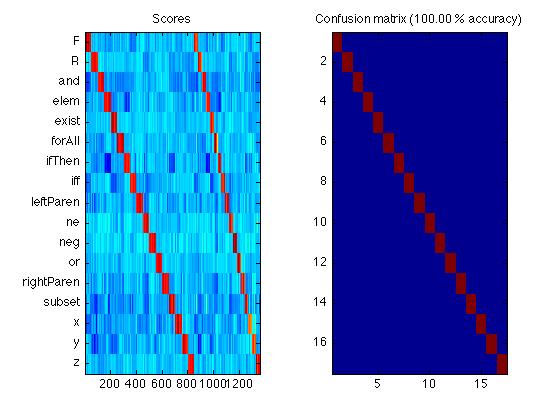 Scores
F
R
and
elem
exist
forAll
ifThen
iff
leftParen
ne
neg
or
rightParen
subset
x
y
z
200 400 600 800 1000 1200
Confusion matrix (100.00 % accuracy)
2
4
6
8
10
12
14
16
5 10 15